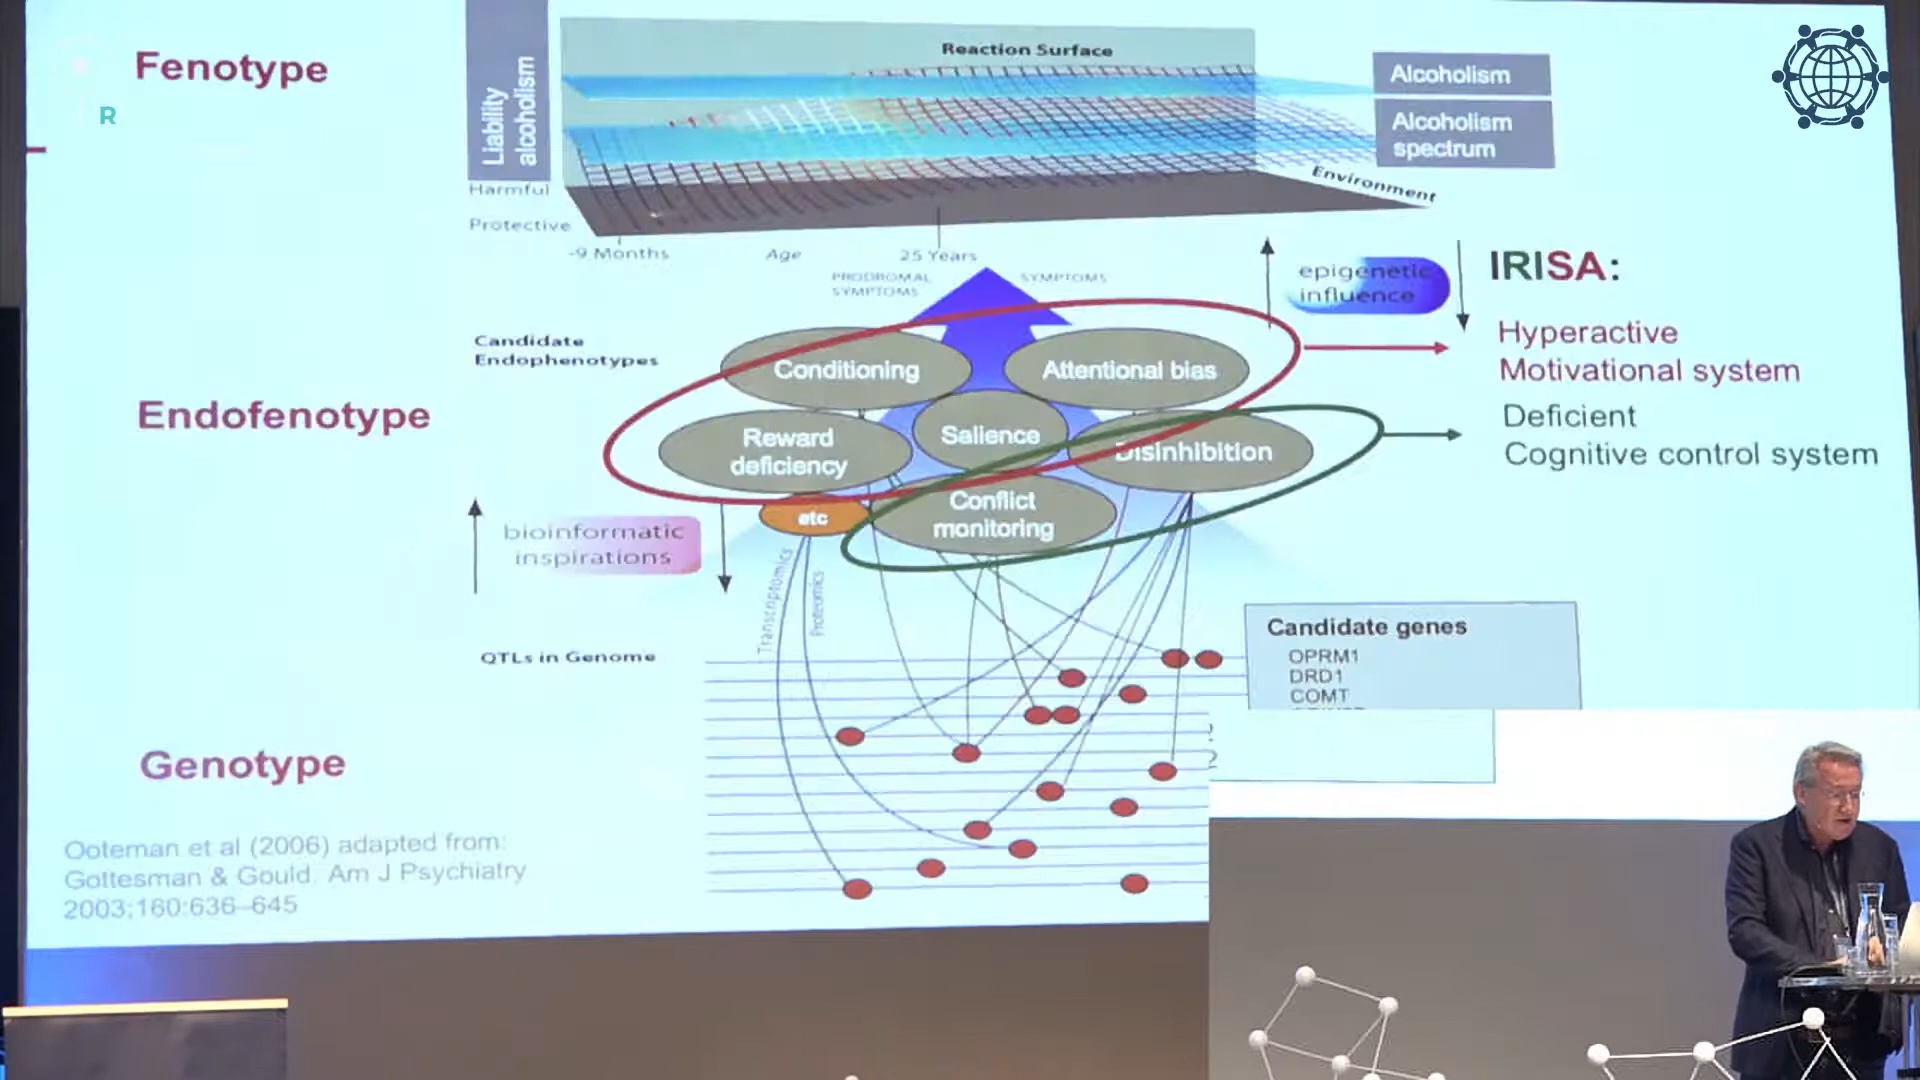 Fenotype
R
Liability
alcoholism
Reaction Surface
Alcoholism
Alcoholism
spectrum
Harmful
Protective
Environment
-9 Months
Age
25 Years
PRODROMAL
SYMPTOMS
SYMPTOMS
epigenetic
influence
IRISA:
Hyperactive
Motivational system
Deficient
Cognitive control system
Candidate
Endophenotypes
Conditioning
Attentional bias
Endofenotype
Reward
deficiency
Salience
Disinhibition
Conflict
monitoring
etc
bioinformatic
inspirations
Transcriptomics
Proteomics
QTLs in Genome
Candidate genes
OPRM1
DRD1
COMT
Genotype
Ooteman et al (2006) adapted from:
Gottesman & Gould. Am J Psychiatry
2003;160:636–645